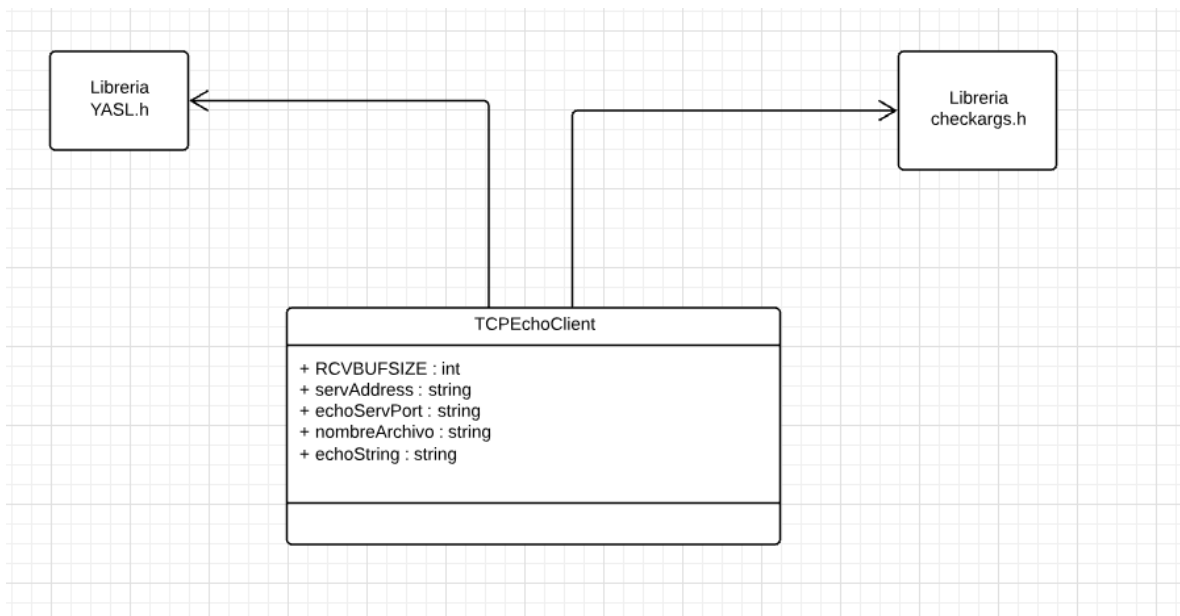 Libreria
YASL.h
Libreria
checkargs.h
TCPEchoClient
+ RCVBUFSIZE : int
+ servAddress : string
+ echoServPort : string
+ nombreArchivo : string
+ echoString : string